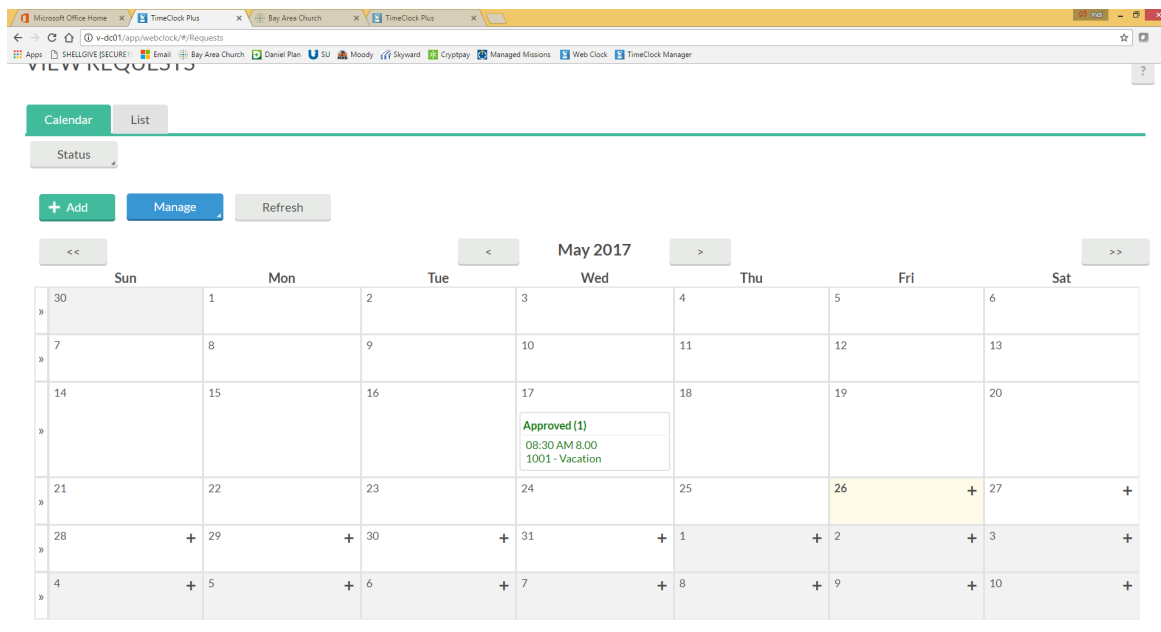 Microsoft Office Home × TimeClock Plus × Bay Area Church × TimeClock Plus ×
v-dc01/app/webclock/#/Requests
Apps SHELLGIVE [SECURE] Email Bay Area Church Daniel Plan SU Moody Skyward Cryptpay Managed Missions Web Clock TimeClock Manager
VIEW REQUESTS
?
Calendar List
Status
+ Add Manage Refresh
<< < May 2017 > >>
Sun Mon Tue Wed Thu Fri Sat
» 30 1 2 3 4 5 6
» 7 8 9 10 11 12 13
» 14 15 16 17 18 19 20
Approved (1)
08:30 AM 8.00
1001 - Vacation
» 21 22 23 24 25 26 + 27 +
» 28 + 29 + 30 + 31 + 1 + 2 + 3 +
» 4 + 5 + 6 + 7 + 8 + 9 + 10 +